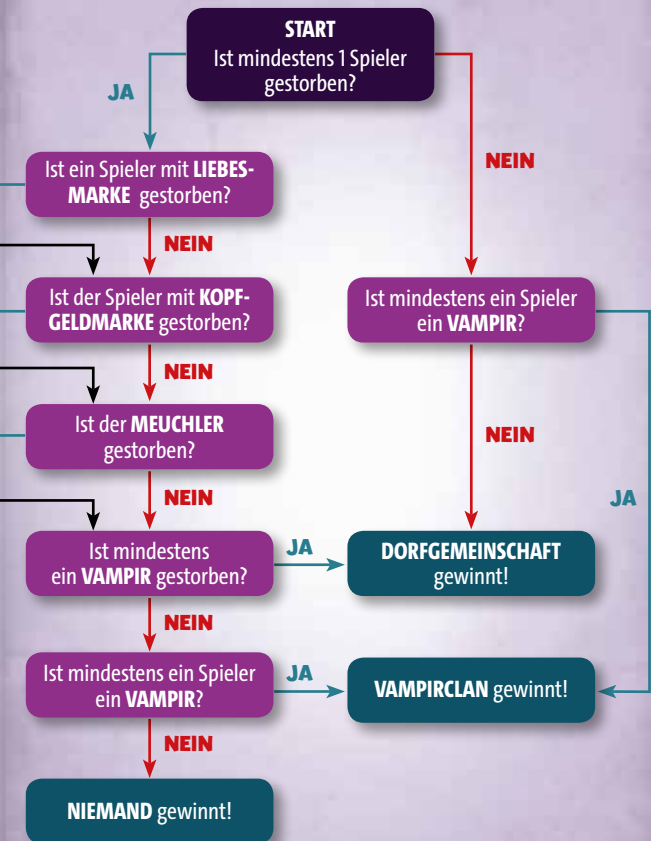 START
Ist mindestens 1 Spieler
gestorben?
JA
NEIN
Ist ein Spieler mit LIEBES-
MARKE gestorben?
NEIN
Ist der Spieler mit KOPF-
GELDMARKE gestorben?
Ist mindestens ein Spieler
ein VAMPIR?
NEIN
Ist der MEUCHLER
gestorben?
NEIN
NEIN
JA
Ist mindestens
ein VAMPIR gestorben?
JA
DORFGEMEINSCHAFT
gewinnt!
NEIN
Ist mindestens ein Spieler
ein VAMPIR?
JA
VAMPIRCLAN gewinnt!
NEIN
NIEMAND gewinnt!